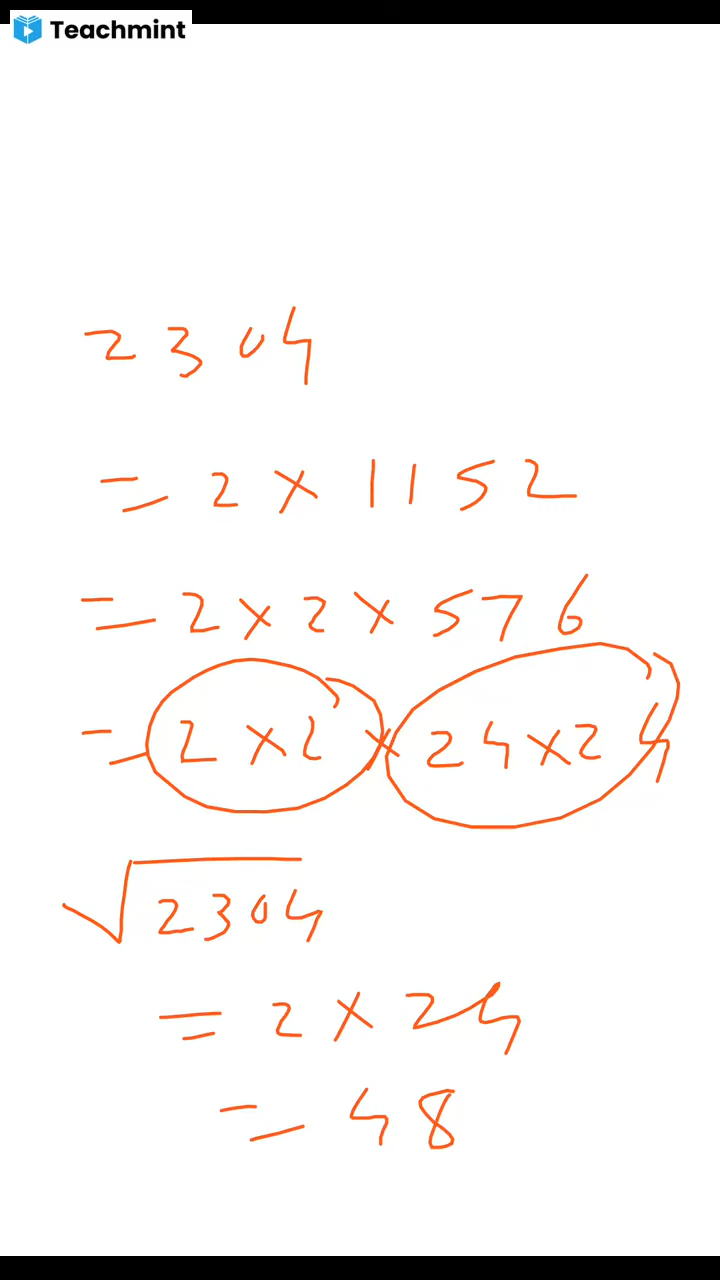 Teachmint
2304
= 2 × 1152
= 2 × 2 × 576
= 2 × 2 × 24 × 24
√2304
= 2 × 24
= 48